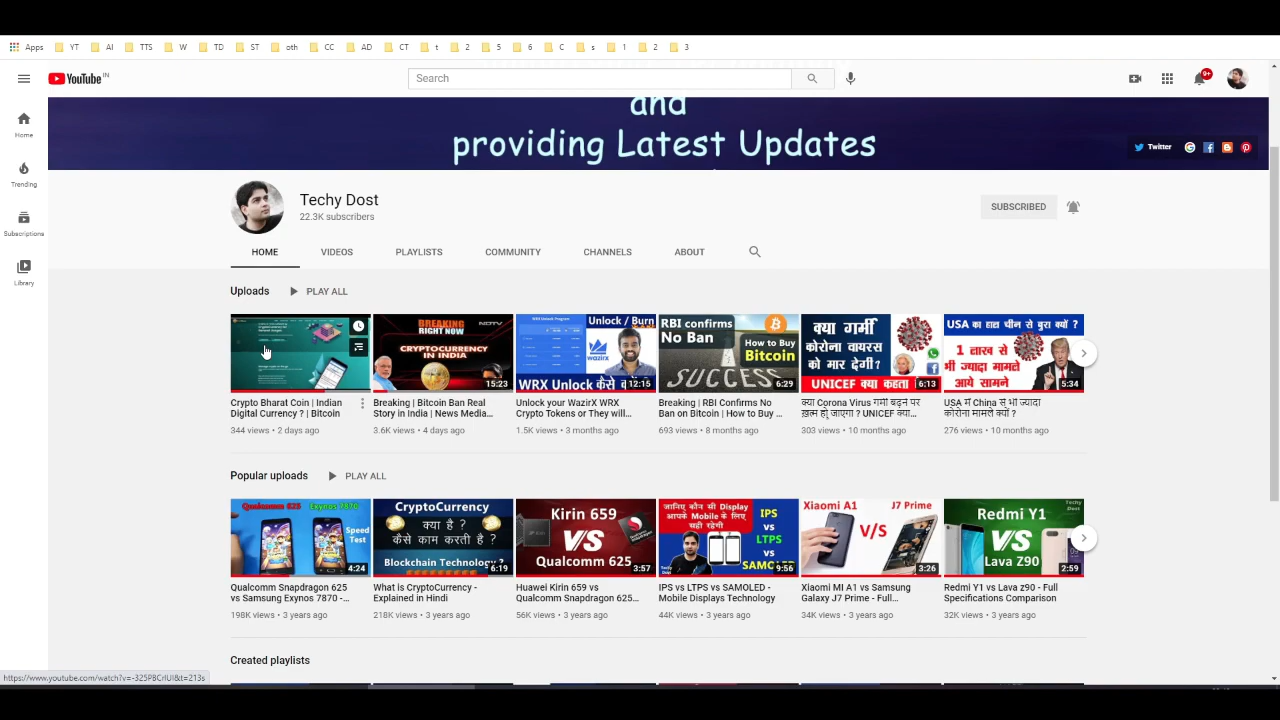 Apps YT AI TTS W TD ST oth CC AD CT t 2 5 6 C s 1 2 3
YouTube IN
Search
9+
Home
Trending
Subscriptions
Library
and
providing Latest Updates
Twitter
Techy Dost
22.3K subscribers
SUBSCRIBED
HOME VIDEOS PLAYLISTS COMMUNITY CHANNELS ABOUT
Uploads PLAY ALL
BREAKING
RIGHT NOW
NDTV
CRYPTOCURRENCY
IN INDIA
15:23
Unlock / Burn
WAZIRX
WRX Unlock कैसे
12:15
RBI confirms
No Ban
How to Buy
Bitcoin
SUCCESS
6:29
क्या गर्मी
कोरोना वायरस
को मार देगी?
UNICEF क्या कहता
6:13
USA का हाल चीन से बुरा क्यों ?
1 लाख से
भी ज्यादा मामले
आये सामने
5:34
Crypto Bharat Coin | Indian
Digital Currency ? | Bitcoin
344 views • 2 days ago
Breaking | Bitcoin Ban Real
Story in India | News Media...
3.6K views • 4 days ago
Unlock your WazirX WRX
Crypto Tokens or They will...
1.5K views • 3 months ago
Breaking | RBI Confirms No
Ban on Bitcoin | How to Buy ...
693 views • 8 months ago
क्या Corona Virus गर्मी बढ़ने पर
ख़त्म हो जाएगा ? UNICEF क्या...
303 views • 10 months ago
USA में China से भी ज्यादा
कोरोना मामले क्यों ?
276 views • 10 months ago
Popular uploads PLAY ALL
Qualcomm 625 Exynos 7870
Speed
Test
4:24
CryptoCurrency
क्या है ?
कैसे काम करती है ?
Blockchain Technology ?
6:19
Kirin 659
VS
Qualcomm 625
3:57
जानिए कौन सी Display
आपके Mobile के लिए
सही रहेगी
IPS
vs
LTPS
vs
9:56
Xiaomi A1 J7 Prime
V/S
3:26
Techy
Dost
Redmi Y1
VS
Lava Z90
2:59
Qualcomm Snapdragon 625
vs Samsung Exynos 7870 -...
198K views • 3 years ago
What is CryptoCurrency -
Explained in Hindi
218K views • 3 years ago
Huawei Kirin 659 vs
Qualcomm Snapdragon 625...
56K views • 3 years ago
IPS vs LTPS vs SAMOLED -
Mobile Displays Technology
44K views • 3 years ago
Xiaomi MI A1 vs Samsung
Galaxy J7 Prime - Full...
34K views • 3 years ago
Redmi Y1 vs Lava z90 - Full
Specifications Comparison
32K views • 3 years ago
Created playlists